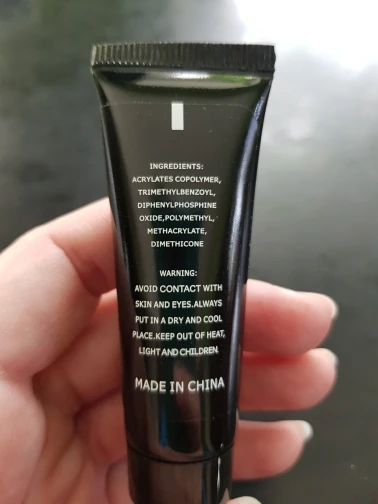 INGREDIENTS:
ACRYLATES COPOLYMER,
TRIMETHYLBENZOYL,
DIPHENYLPHOSPHINE
OXIDE,POLYMETHYL,
METHACRYLATE,
DIMETHICONE
WARNING:
AVOID CONTACT WITH
SKIN AND EYES.ALWAYS
PUT IN A DRY AND COOL
PLACE.KEEP OUT OF HEAT,
LIGHT AND CHILDREN.
MADE IN CHINA